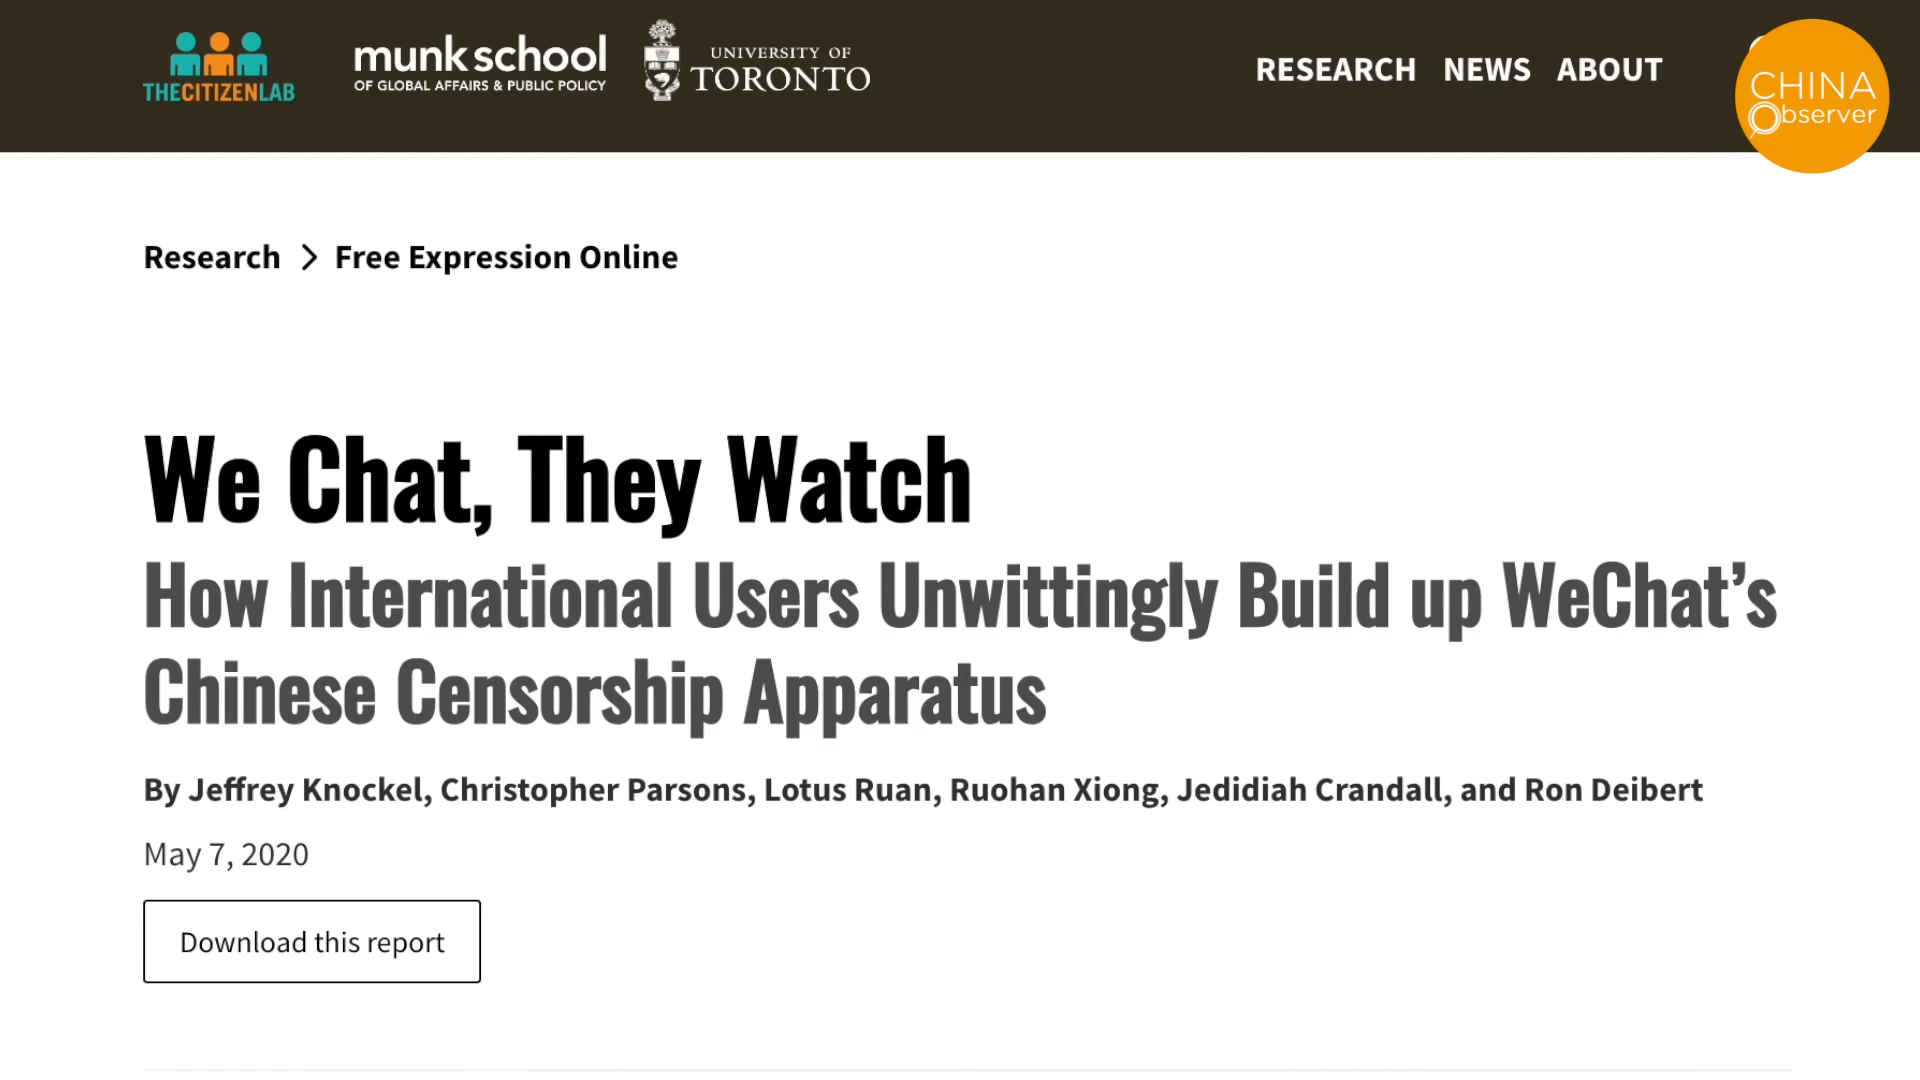 THECITIZENLAB
munk school
OF GLOBAL AFFAIRS & PUBLIC POLICY
UNIVERSITY OF
TORONTO
RESEARCH NEWS ABOUT
CHINA
Observer
Research > Free Expression Online
We Chat, They Watch
How International Users Unwittingly Build up WeChat’s
Chinese Censorship Apparatus
By Jeffrey Knockel, Christopher Parsons, Lotus Ruan, Ruohan Xiong, Jedidiah Crandall, and Ron Deibert
May 7, 2020
Download this report